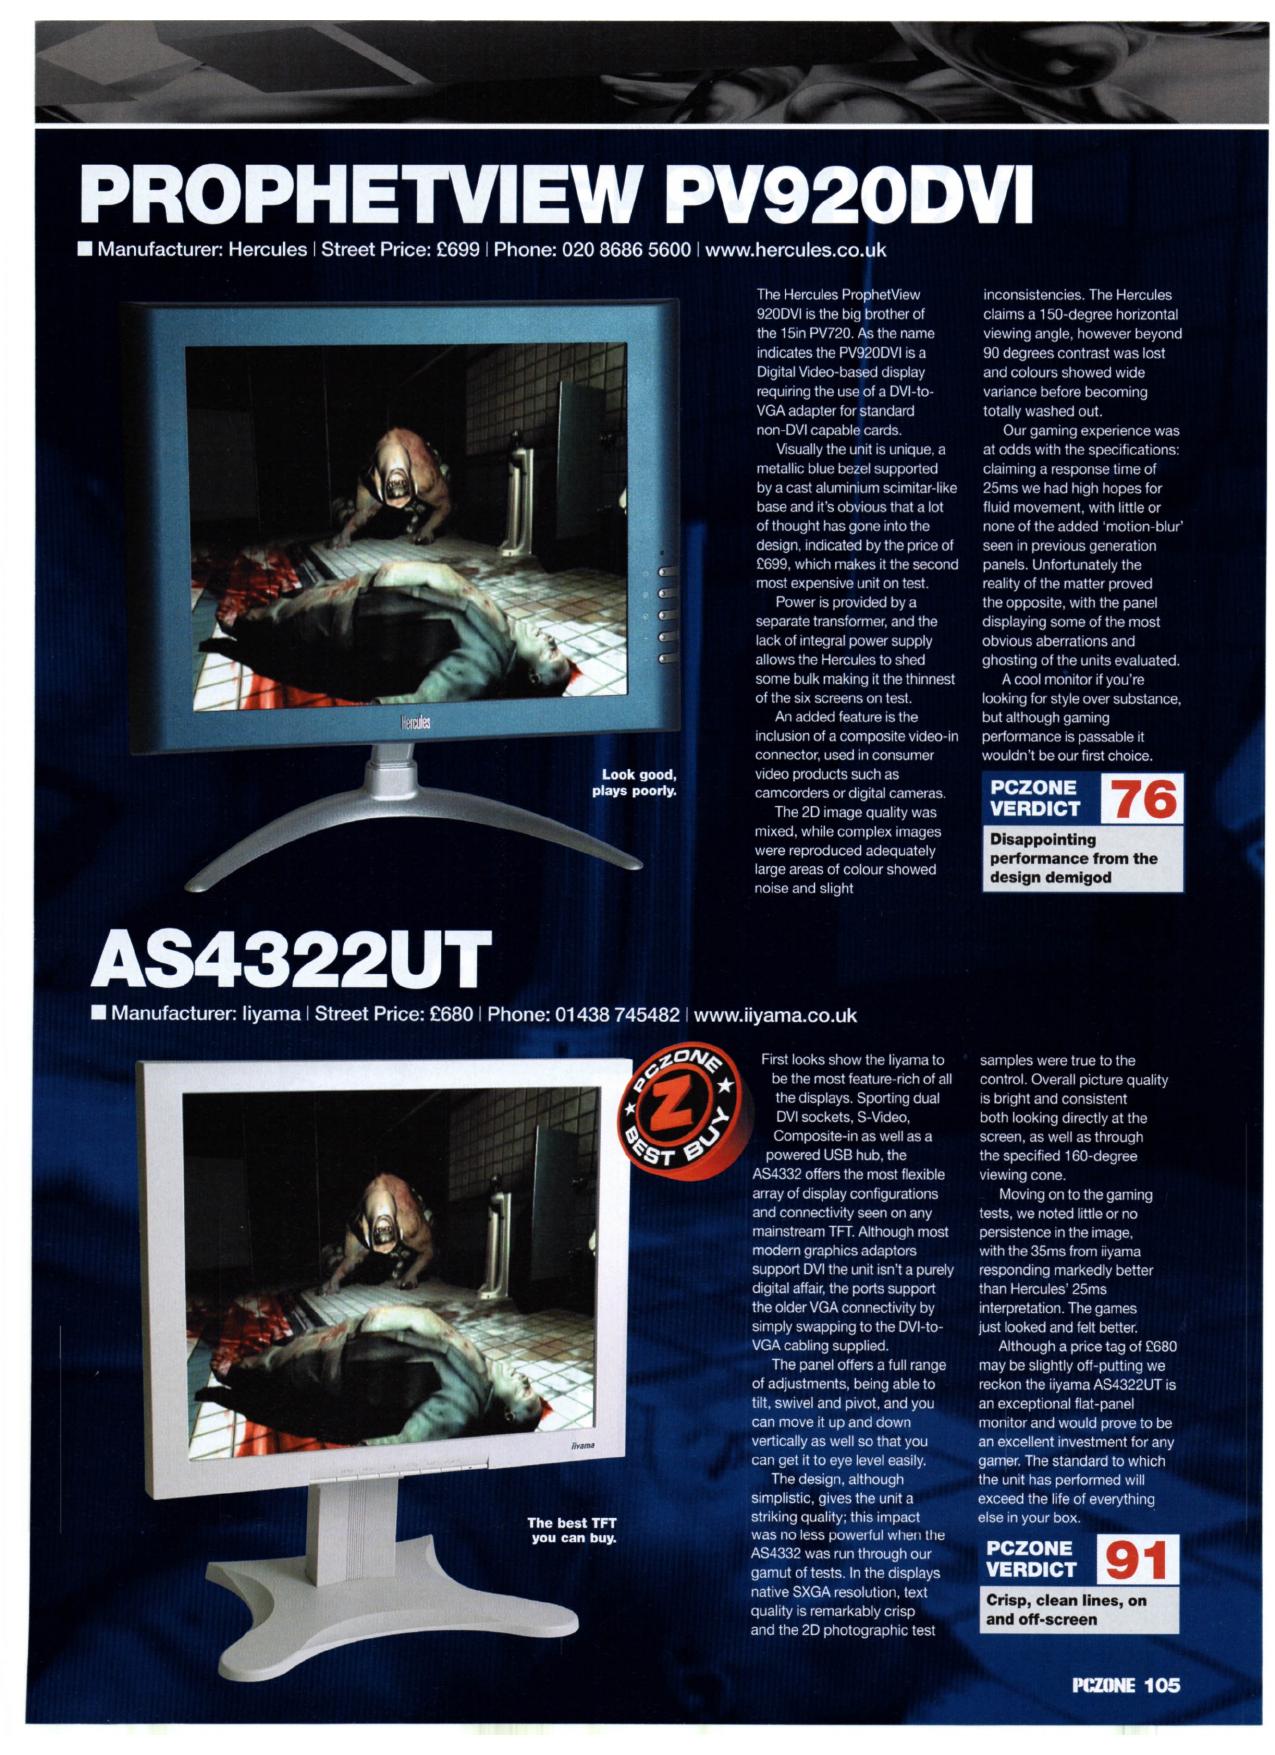 PROPHETVIEW PV920DVI
■ Manufacturer: Hercules | Street Price: £699 | Phone: 020 8686 5600 | www.hercules.co.uk
Hercules
Look good,
plays poorly.
The Hercules ProphetView
920DVI is the big brother of
the 15in PV720. As the name
indicates the PV920DVI is a
Digital Video-based display
requiring the use of a DVI-to-
VGA adapter for standard
non-DVI capable cards.
Visually the unit is unique, a
metallic blue bezel supported
by a cast aluminium scimitar-like
base and it's obvious that a lot
of thought has gone into the
design, indicated by the price of
£699, which makes it the second
most expensive unit on test.
Power is provided by a
separate transformer, and the
lack of integral power supply
allows the Hercules to shed
some bulk making it the thinnest
of the six screens on test.
An added feature is the
inclusion of a composite video-in
connector, used in consumer
video products such as
camcorders or digital cameras.
The 2D image quality was
mixed, while complex images
were reproduced adequately
large areas of colour showed
noise and slight
inconsistencies. The Hercules
claims a 150-degree horizontal
viewing angle, however beyond
90 degrees contrast was lost
and colours showed wide
variance before becoming
totally washed out.
Our gaming experience was
at odds with the specifications:
claiming a response time of
25ms we had high hopes for
fluid movement, with little or
none of the added 'motion-blur'
seen in previous generation
panels. Unfortunately the
reality of the matter proved
the opposite, with the panel
displaying some of the most
obvious aberrations and
ghosting of the units evaluated.
A cool monitor if you're
looking for style over substance,
but although gaming
performance is passable it
wouldn't be our first choice.
PCZONE
VERDICT
76
Disappointing
performance from the
design demigod
AS4322UT
■ Manufacturer: Iiyama | Street Price: £680 | Phone: 01438 745482 | www.iiyama.co.uk
PCZONE
Z
BEST BUY
iiyama
The best TFT
you can buy.
First looks show the Iiyama to
be the most feature-rich of all
the displays. Sporting dual
DVI sockets, S-Video,
Composite-in as well as a
powered USB hub, the
AS4332 offers the most flexible
array of display configurations
and connectivity seen on any
mainstream TFT. Although most
modern graphics adaptors
support DVI the unit isn't a purely
digital affair, the ports support
the older VGA connectivity by
simply swapping to the DVI-to-
VGA cabling supplied.
The panel offers a full range
of adjustments, being able to
tilt, swivel and pivot, and you
can move it up and down
vertically as well so that you
can get it to eye level easily.
The design, although
simplistic, gives the unit a
striking quality; this impact
was no less powerful when the
AS4332 was run through our
gamut of tests. In the displays
native SXGA resolution, text
quality is remarkably crisp
and the 2D photographic test
samples were true to the
control. Overall picture quality
is bright and consistent
both looking directly at the
screen, as well as through
the specified 160-degree
viewing cone.
Moving on to the gaming
tests, we noted little or no
persistence in the image,
with the 35ms from iiyama
responding markedly better
than Hercules' 25ms
interpretation. The games
just looked and felt better.
Although a price tag of £680
may be slightly off-putting we
reckon the iiyama AS4322UT is
an exceptional flat-panel
monitor and would prove to be
an excellent investment for any
gamer. The standard to which
the unit has performed will
exceed the life of everything
else in your box.
PCZONE
VERDICT
91
Crisp, clean lines, on
and off-screen
PCZONE 105